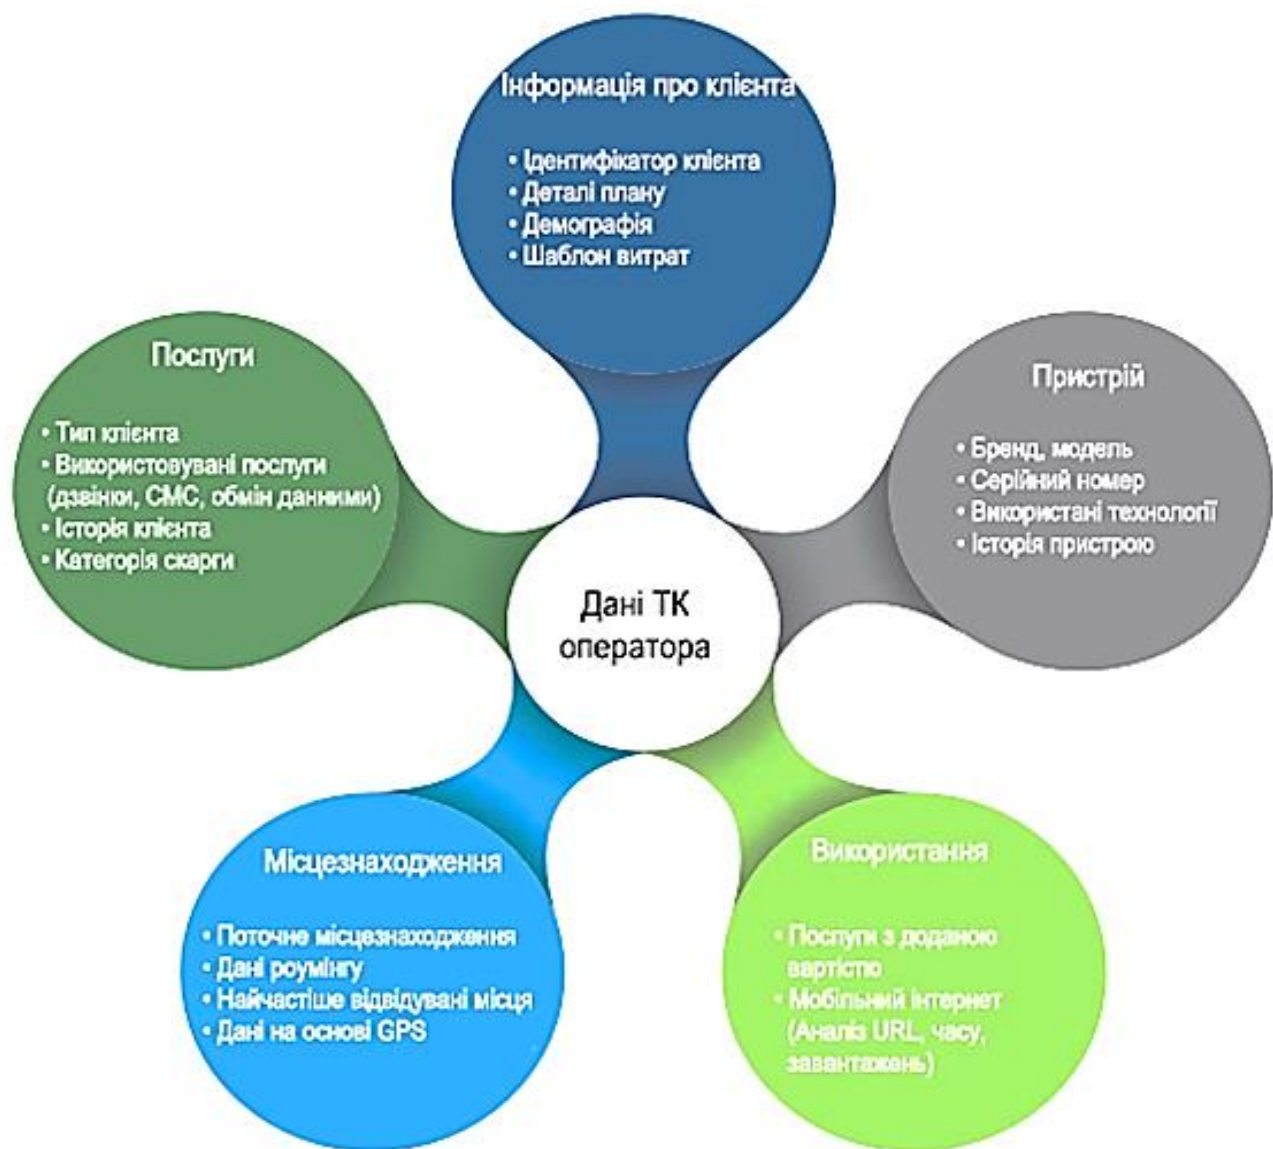 Інформація про клієнта
• Ідентифікатор клієнта
• Деталі плану
• Демографія
• Шаблон витрат
Послуги
• Тип клієнта
• Використовувані послуги
(дзвінки, СМС, обмін данними)
• Історія клієнта
• Категорія скарги
Пристрій
• Бренд, модель
• Серійний номер
• Використані технології
• Історія пристрою
Дані ТК
оператора
Місцезнаходження
• Поточне місцезнаходження
• Дані роумінгу
• Найчастіше відвідувані місця
• Дані на основі GPS
Використання
• Послуги з доданою
вартістю
• Мобільний інтернет
(Аналіз URL, часу,
завантажень)